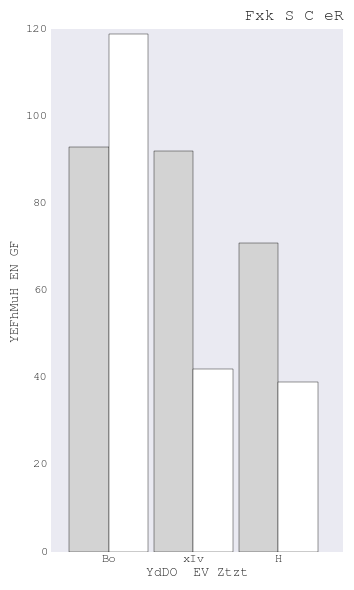 Fxk S C eR
120
100
80
60
40
20
0
YEFhMuH EN GF
Bo xIv H
YdDO EV Ztzt